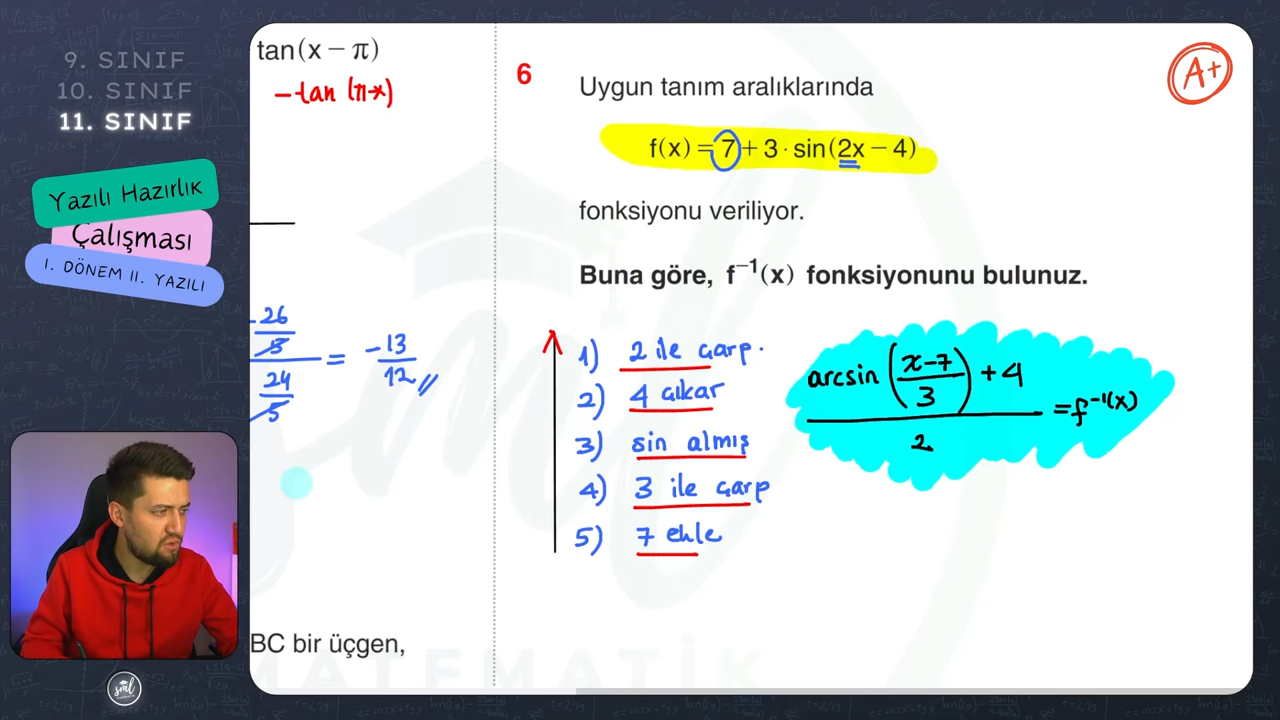 9. SINIF
10. SINIF
11. SINIF
Yazılı Hazırlık
Çalışması
I. DÖNEM II. YAZILI
tan(x − π)
−tan (π-x)
-26
5
24
5
= −13
12 //
BC bir üçgen,
6
Uygun tanım aralıklarında
f(x) = 7 + 3 · sin(2x − 4)
fonksiyonu veriliyor.
Buna göre, f⁻¹(x) fonksiyonunu bulunuz.
1) 2 ile çarp.
2) 4 çıkar
3) sin almış
4) 3 ile çarp
5) 7 ekle
arcsin (x−7
3) + 4
2
= f⁻¹(x)
A+
MATEMATİK
sml